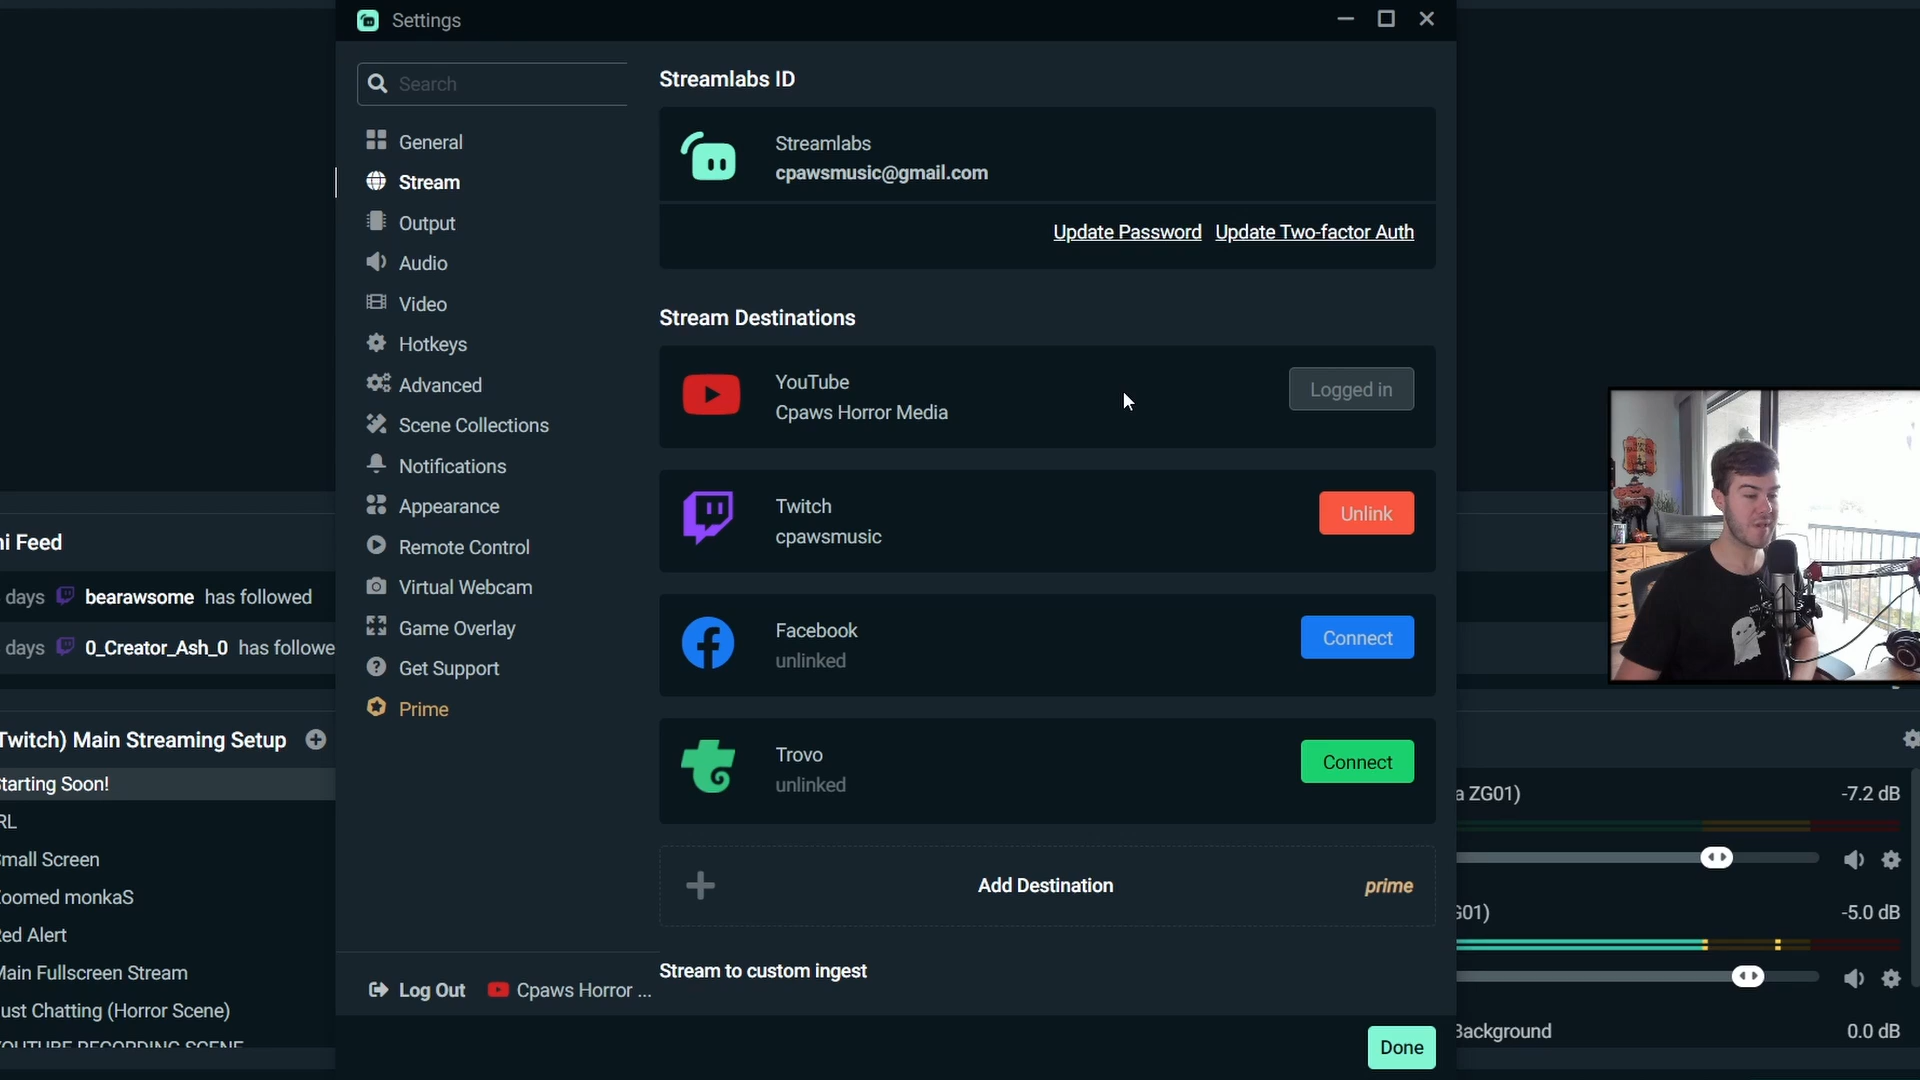 Settings
Search
General
Stream
Output
Audio
Video
Hotkeys
Advanced
Scene Collections
Notifications
Appearance
Remote Control
Virtual Webcam
Game Overlay
Get Support
Prime
Log Out
Cpaws Horror ...
Streamlabs ID
Streamlabs
cpawsmusic@gmail.com
Update Password
Update Two-factor Auth
Stream Destinations
YouTube
Cpaws Horror Media
Logged in
Twitch
cpawsmusic
Unlink
Facebook
unlinked
Connect
Trovo
unlinked
Connect
Add Destination
prime
Stream to custom ingest
Done
ni Feed
days bearawsome has followed
days 0_Creator_Ash_0 has followe
Twitch) Main Streaming Setup
tarting Soon!
RL
mall Screen
oomed monkaS
ed Alert
Main Fullscreen Stream
ust Chatting (Horror Scene)
OUTUBE RECORDING SCENE
a ZG01)
-7.2 dB
G01)
-5.0 dB
Background
0.0 dB